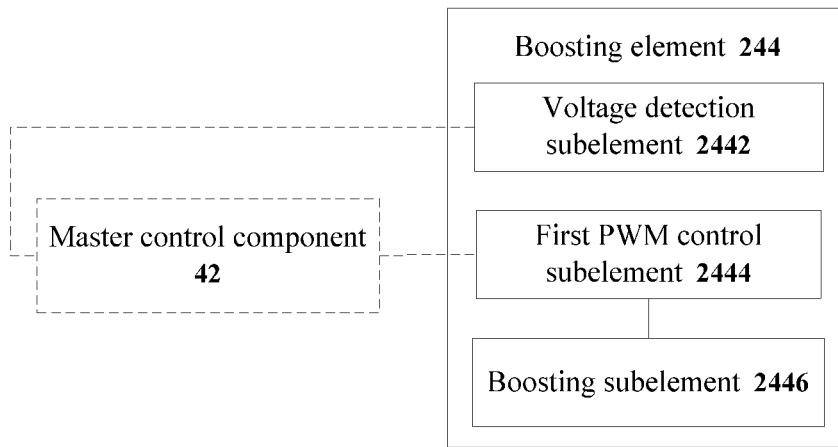 Boosting element 244
Voltage detection
subelement 2442
Master control component
42
First PWM control
subelement 2444
Boosting subelement 2446